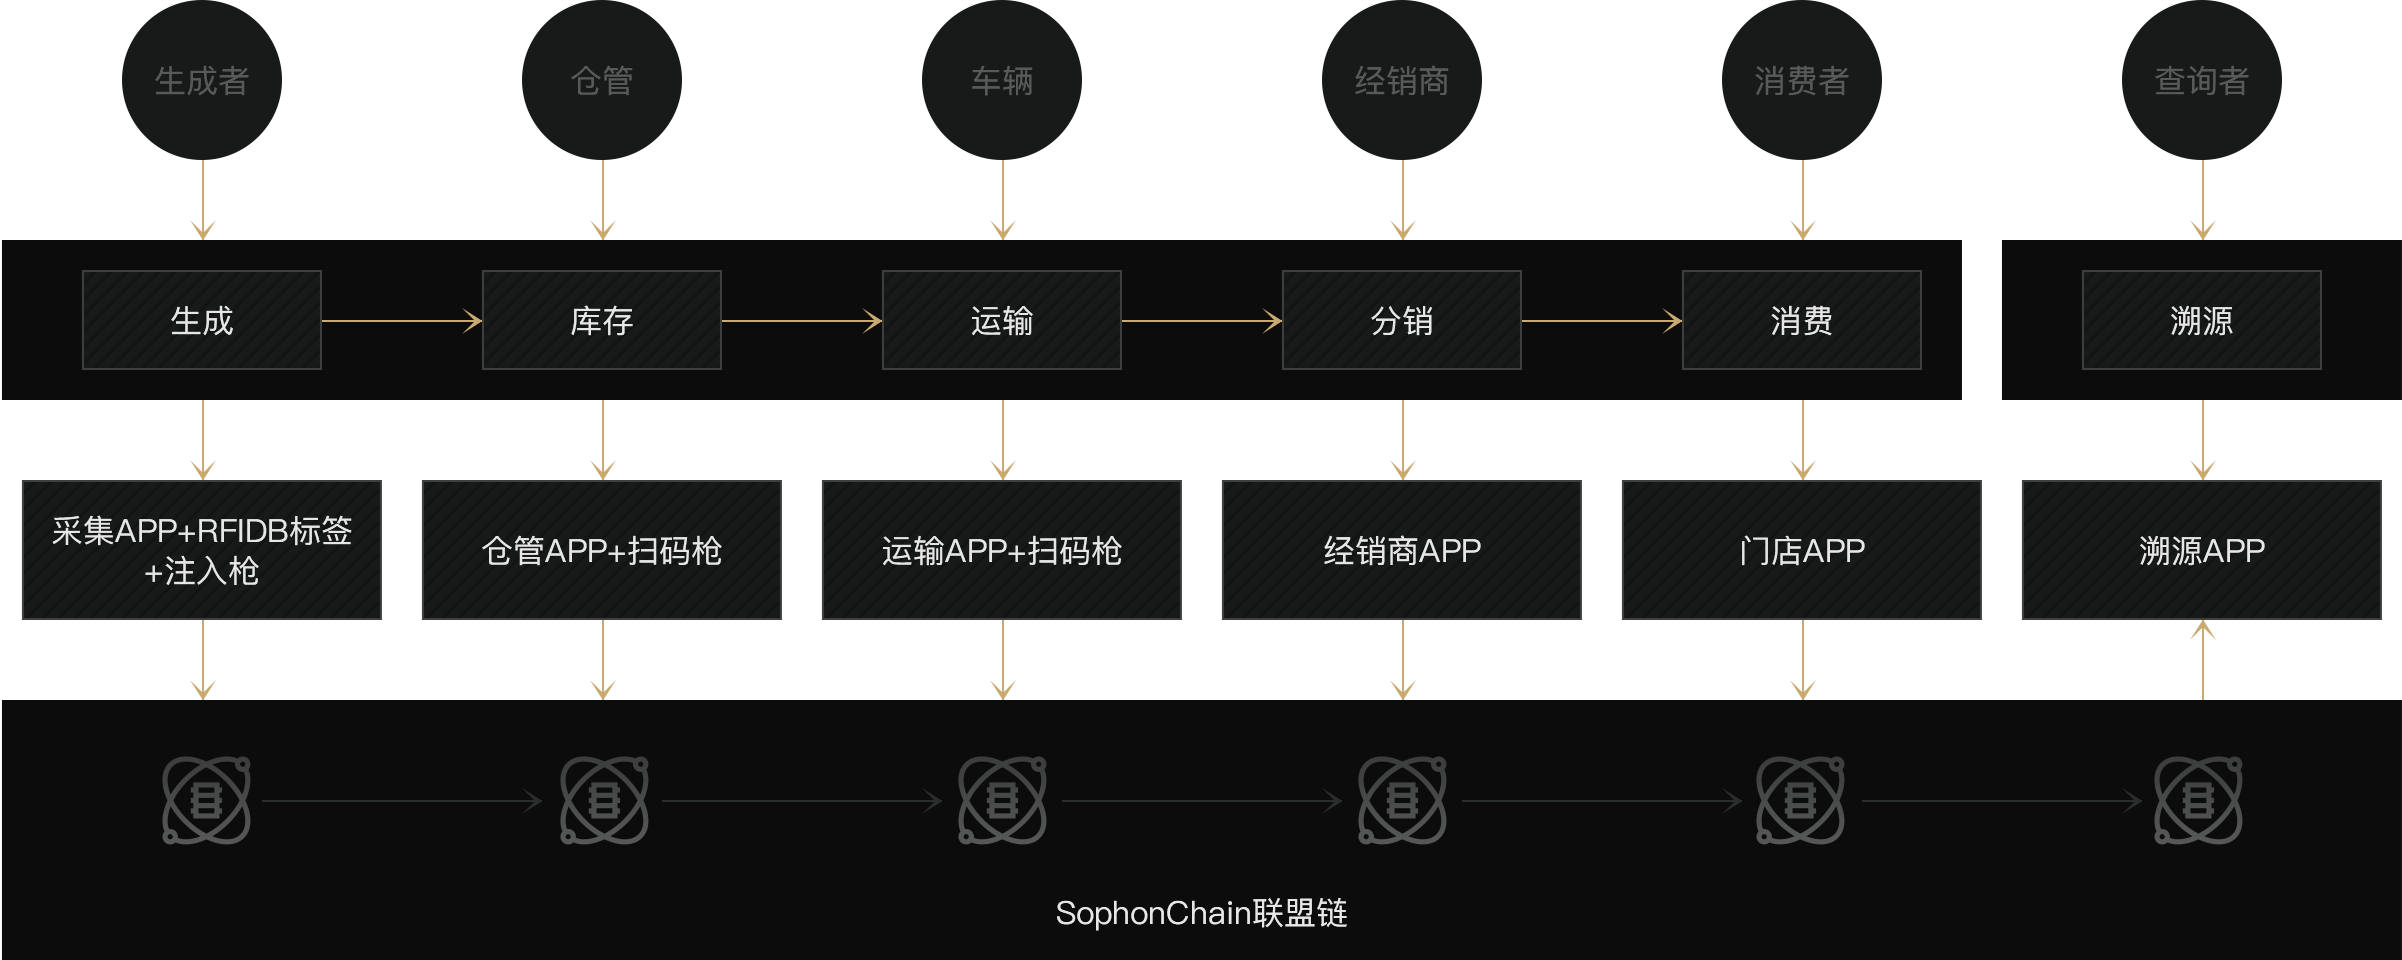 生成者
仓管
车辆
经销商
消费者
查询者
生成
库存
运输
分销
消费
溯源
采集APP+RFIDB标签
+注入枪
仓管APP+扫码枪
运输APP+扫码枪
经销商APP
门店APP
溯源APP
SophonChain联盟链